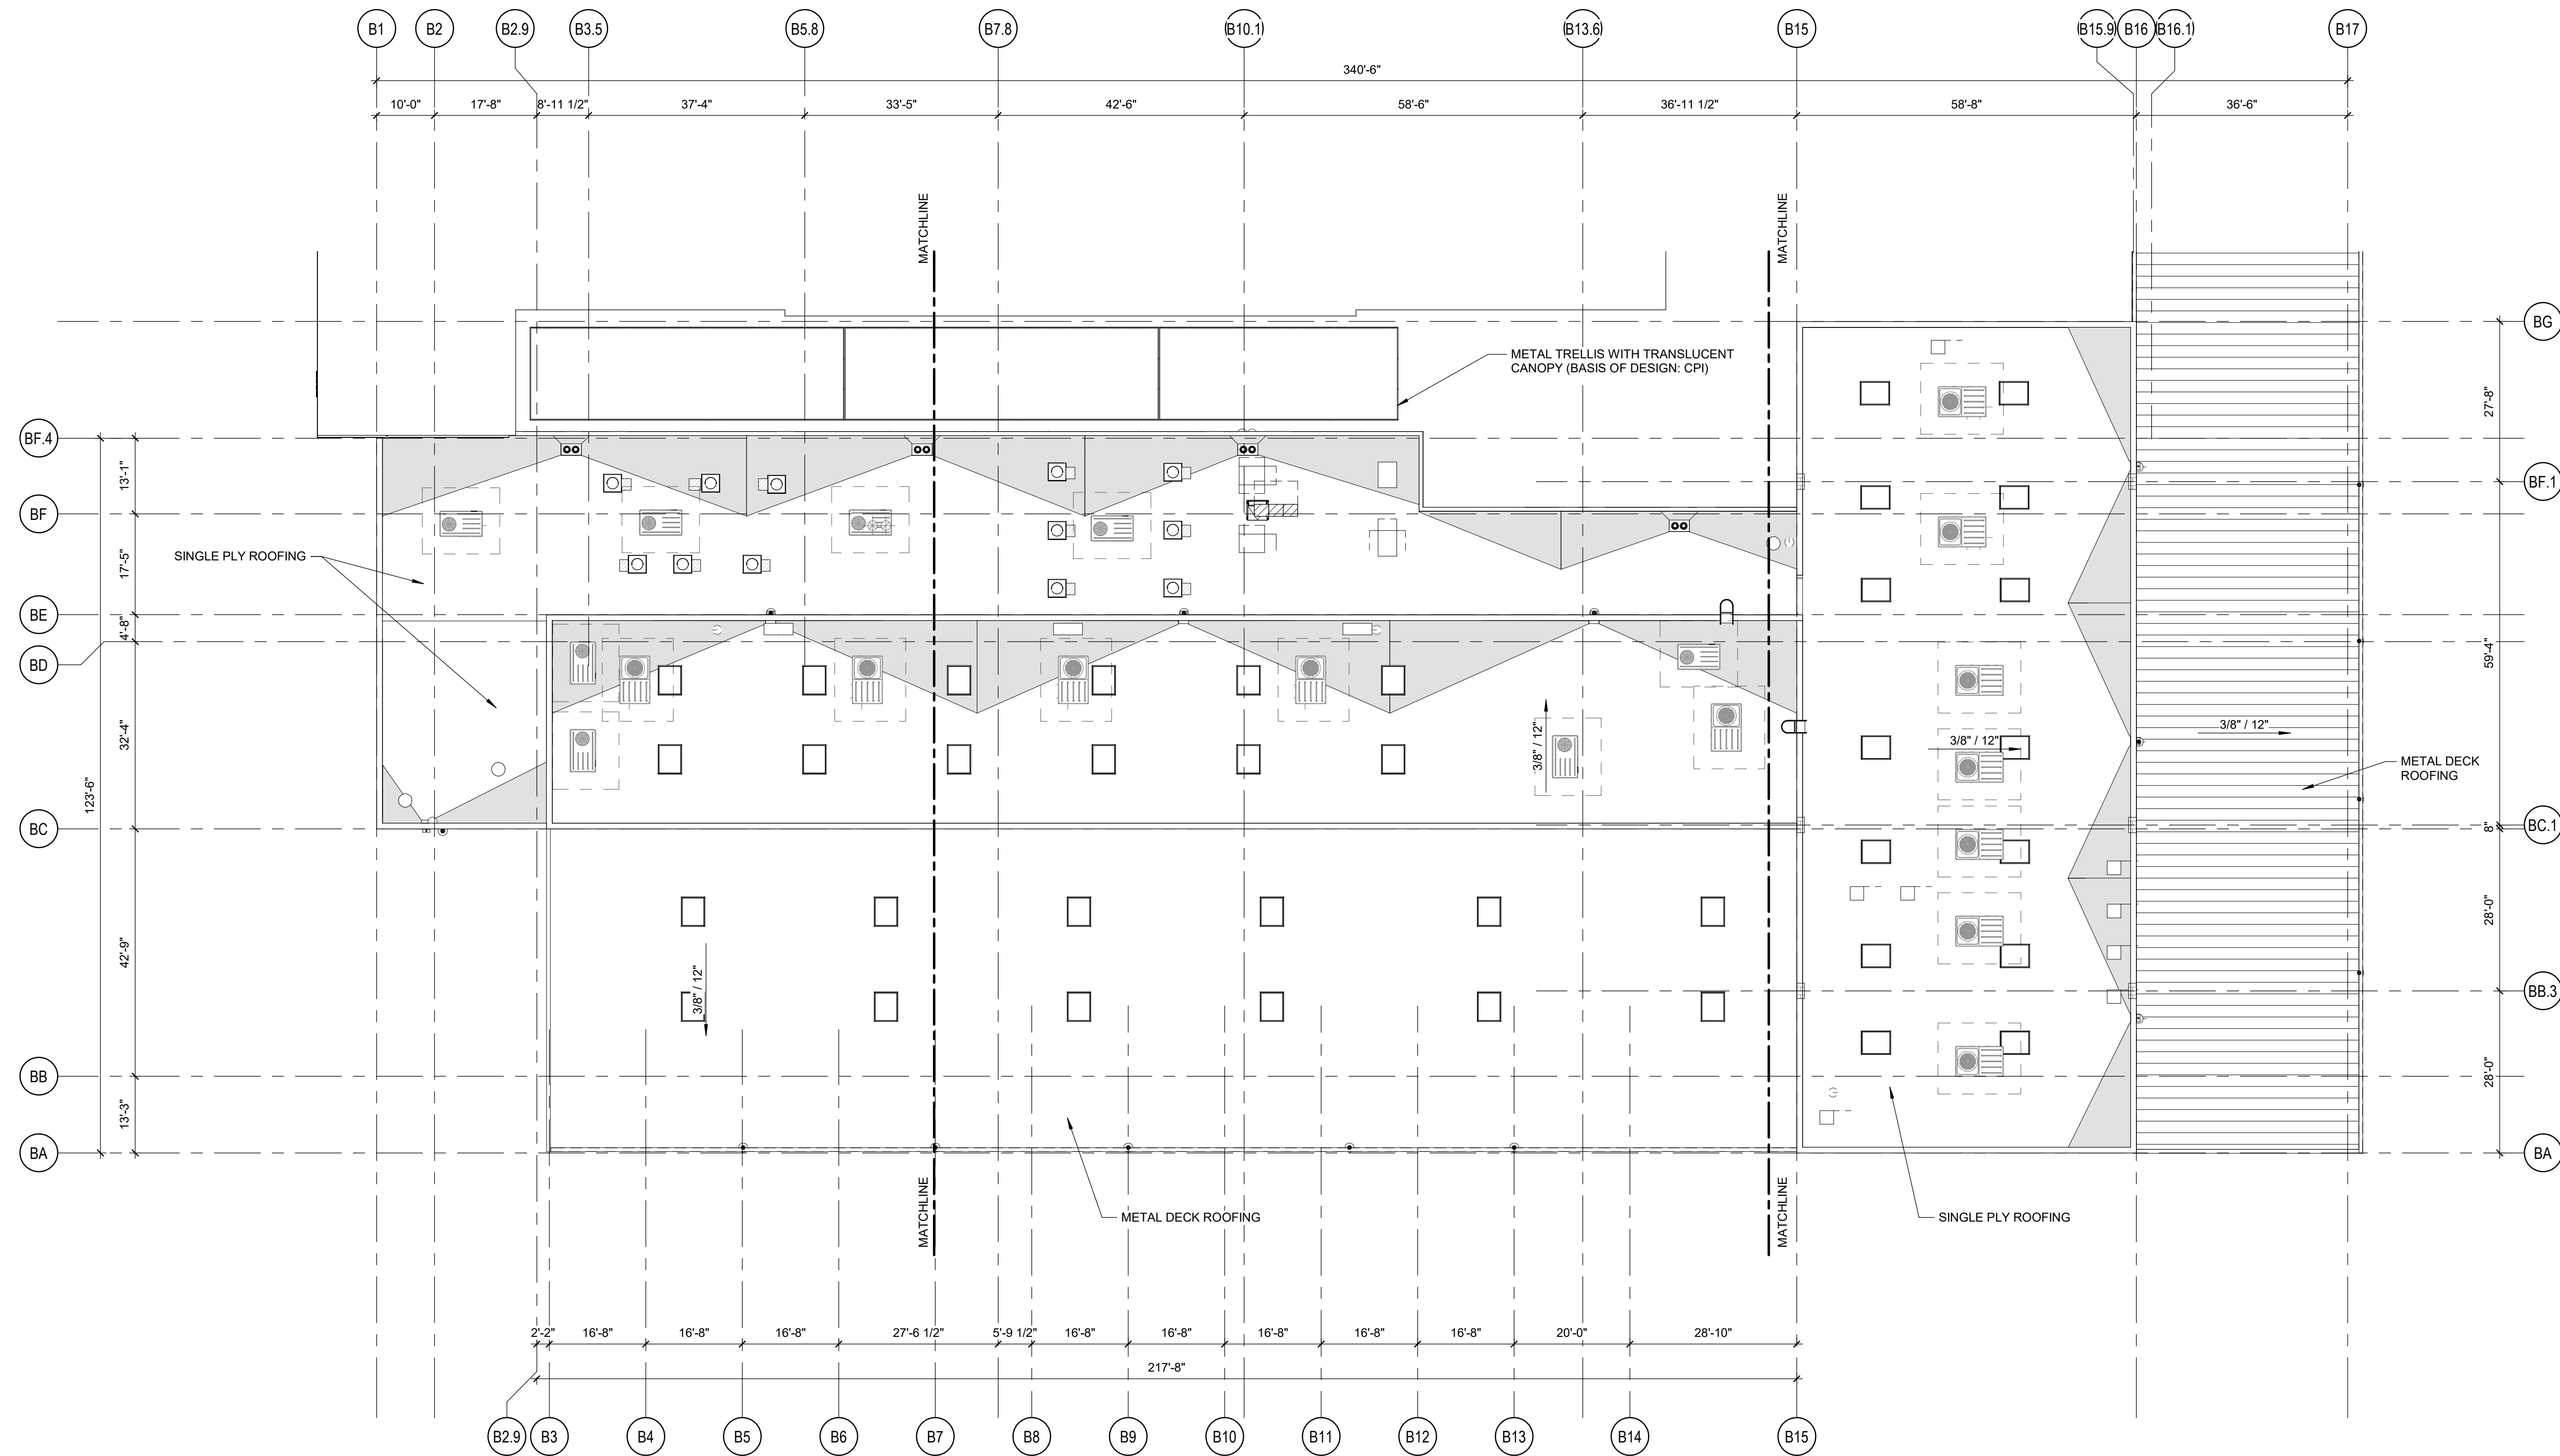 B1
B2
B2.9
B3.5
B5.8
B7.8
B10.1
B13.6
B15
B15.9
B16
B16.1
B17
340'-6"
10'-0"
17'-8"
8'-11 1/2"
37'-4"
33'-5"
42'-6"
58'-6"
36'-11 1/2"
58'-8"
36'-6"
MATCHLINE
MATCHLINE
BG
METAL TRELLIS WITH TRANSLUCENT
CANOPY (BASIS OF DESIGN: CPI)
27'-8"
BF.4
13'-1"
BF.1
BF
SINGLE PLY ROOFING
17'-5"
BE
4'-8"
BD
59'-4"
32'-4"
3/8" / 12"
3/8" / 12"
3/8" / 12"
METAL DECK
ROOFING
123'-6"
BC
BC.1
8"
42'-9"
28'-0"
3/8" / 12"
BB.3
BB
28'-0"
13'-3"
BA
BA
MATCHLINE
METAL DECK ROOFING
MATCHLINE
SINGLE PLY ROOFING
2'-2"
16'-8"
16'-8"
16'-8"
27'-6 1/2"
5'-9 1/2"
16'-8"
16'-8"
16'-8"
16'-8"
16'-8"
20'-0"
28'-10"
217'-8"
B2.9
B3
B4
B5
B6
B7
B8
B9
B10
B11
B12
B13
B14
B15